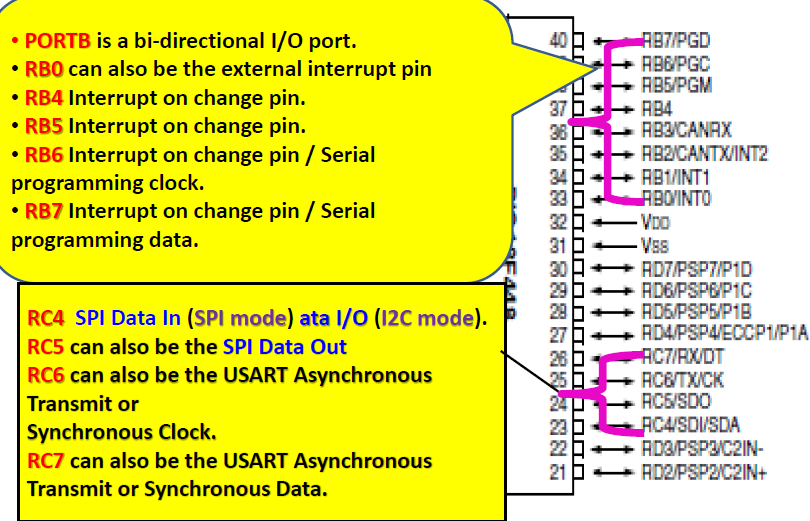 • PORTB is a bi-directional I/O port.
• RB0 can also be the external interrupt pin
• RB4 Interrupt on change pin.
• RB5 Interrupt on change pin.
• RB6 Interrupt on change pin / Serial
programming clock.
• RB7 Interrupt on change pin / Serial
programming data.
RC4 SPI Data In (SPI mode) ata I/O (I2C mode).
RC5 can also be the SPI Data Out
RC6 can also be the USART Asynchronous
Transmit or
Synchronous Clock.
RC7 can also be the USART Asynchronous
Transmit or Synchronous Data.
40 RB7/PGD
RB6/PGC
RB5/PGM
37 RB4
36 RB3/CANRX
35 RB2/CANTX/INT2
34 RB1/INT1
33 RB0/INT0
32 VDD
31 VSS
30 RD7/PSP7/P1D
29 RD6/PSP6/P1C
28 RD5/PSP5/P1B
27 RD4/PSP4/ECCP1/P1A
26 RC7/RX/DT
25 RC6/TX/CK
24 RC5/SDO
23 RC4/SDI/SDA
22 RD3/PSP3/C2IN-
21 RD2/PSP2/C2IN+